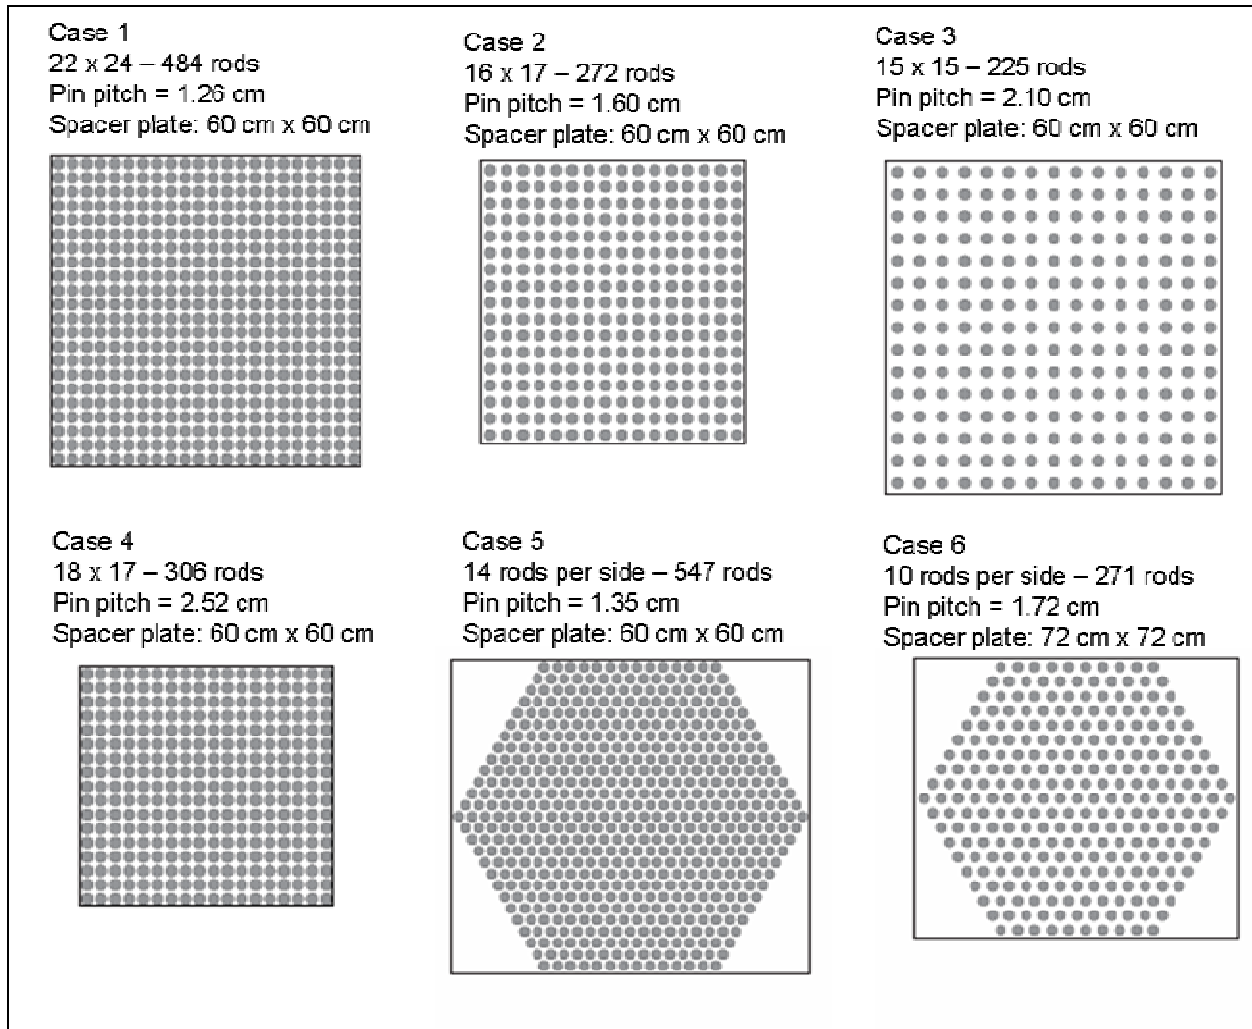 Case 1
22 x 24 – 484 rods
Pin pitch = 1.26 cm
Spacer plate: 60 cm x 60 cm
Case 2
16 x 17 – 272 rods
Pin pitch = 1.60 cm
Spacer plate: 60 cm x 60 cm
Case 3
15 x 15 – 225 rods
Pin pitch = 2.10 cm
Spacer plate: 60 cm x 60 cm
Case 4
18 x 17 – 306 rods
Pin pitch = 2.52 cm
Spacer plate: 60 cm x 60 cm
Case 5
14 rods per side – 547 rods
Pin pitch = 1.35 cm
Spacer plate: 60 cm x 60 cm
Case 6
10 rods per side – 271 rods
Pin pitch = 1.72 cm
Spacer plate: 72 cm x 72 cm